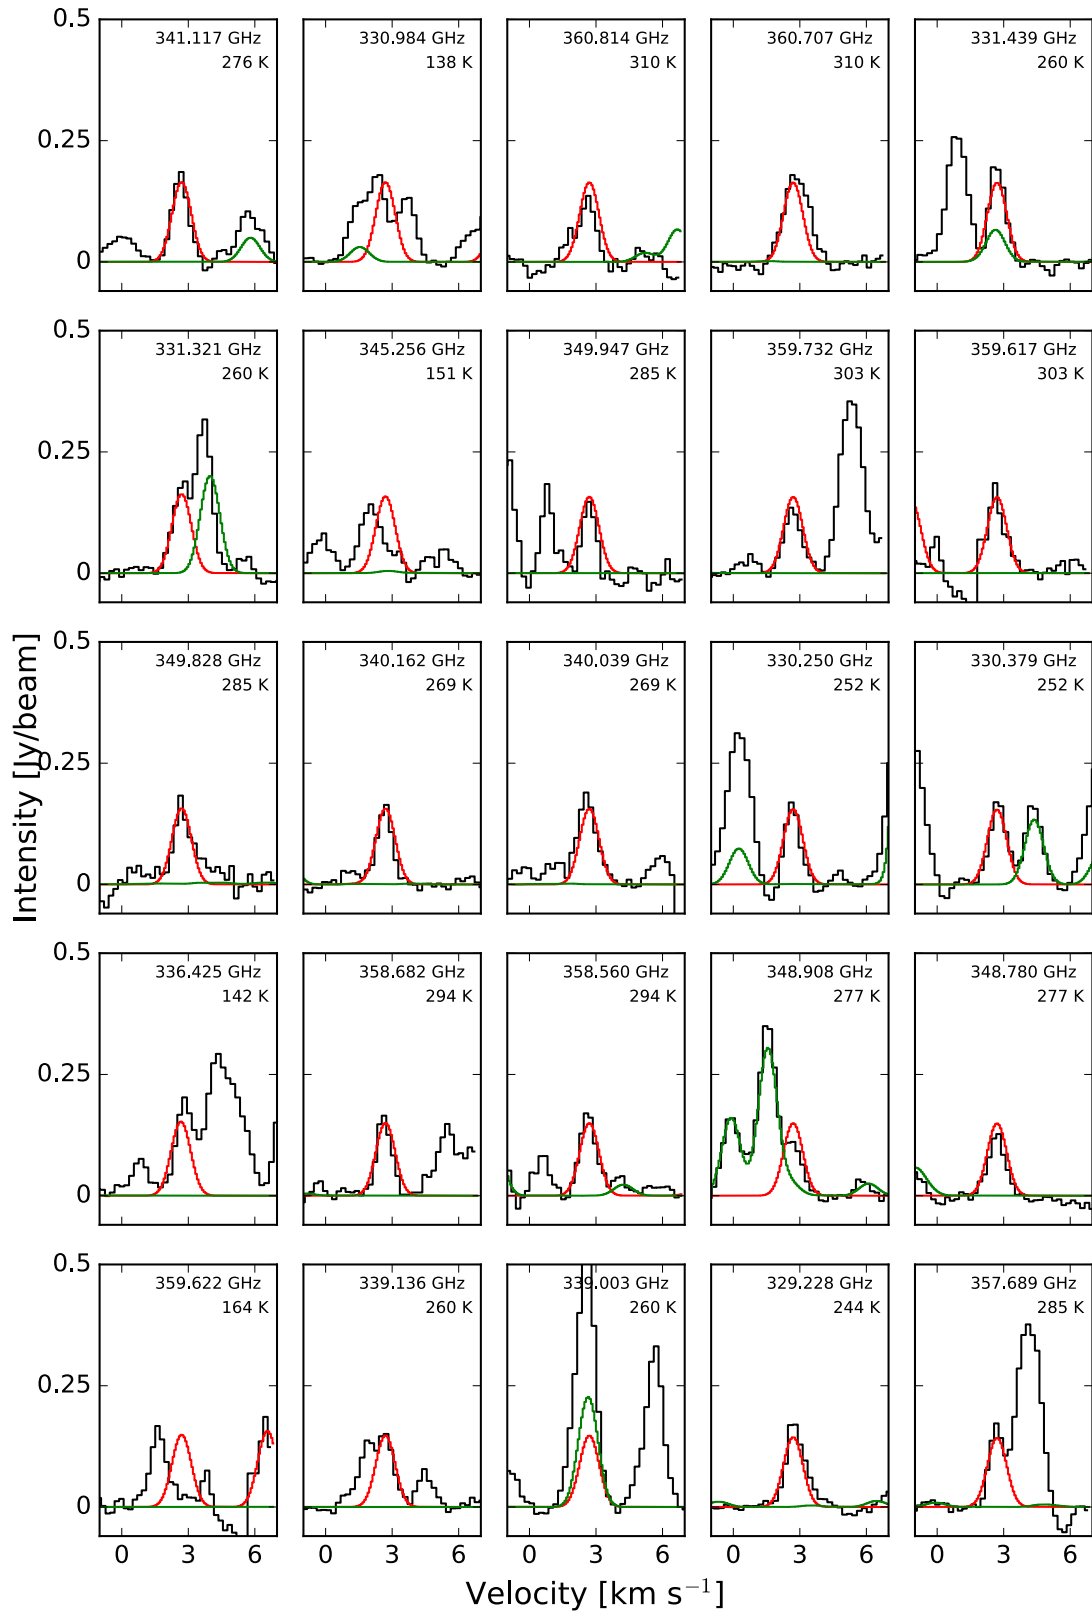 0.5
341.117 GHz
276 K
330.984 GHz
138 K
360.814 GHz
310 K
360.707 GHz
310 K
331.439 GHz
260 K
0.25
0
0.5
331.321 GHz
260 K
345.256 GHz
151 K
349.947 GHz
285 K
359.732 GHz
303 K
359.617 GHz
303 K
0.25
0
0.5
349.828 GHz
285 K
340.162 GHz
269 K
340.039 GHz
269 K
330.250 GHz
252 K
330.379 GHz
252 K
0.25
0
Intensity [Jy/beam]
0.5
336.425 GHz
142 K
358.682 GHz
294 K
358.560 GHz
294 K
348.908 GHz
277 K
348.780 GHz
277 K
0.25
0
0.5
359.622 GHz
164 K
339.136 GHz
260 K
339.003 GHz
260 K
329.228 GHz
244 K
357.689 GHz
285 K
0.25
0
0 3 6 0 3 6 0 3 6 0 3 6 0 3 6
Velocity [km s⁻¹]